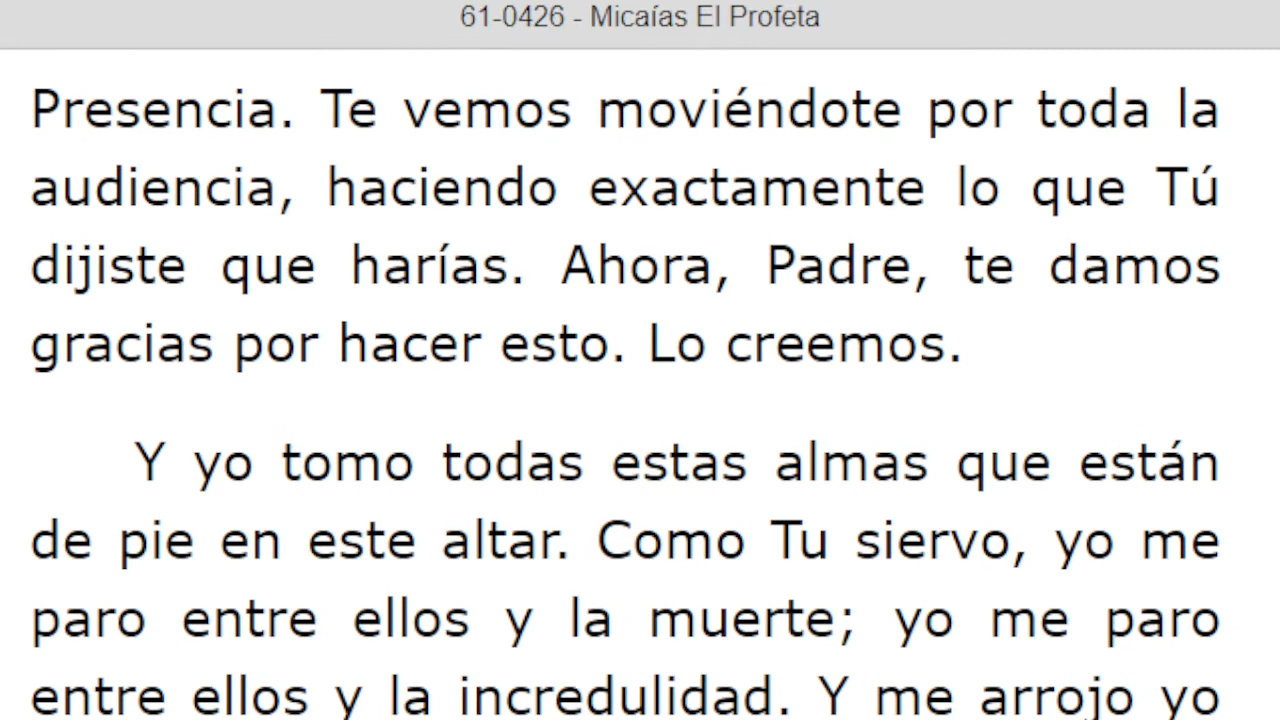 61-0426 - Micaías El Profeta
Presencia. Te vemos moviéndote por toda la
audiencia, haciendo exactamente lo que Tú
dijiste que harías. Ahora, Padre, te damos
gracias por hacer esto. Lo creemos.
Y yo tomo todas estas almas que están
de pie en este altar. Como Tu siervo, yo me
paro entre ellos y la muerte; yo me paro
entre ellos y la incredulidad. Y me arrojo yo